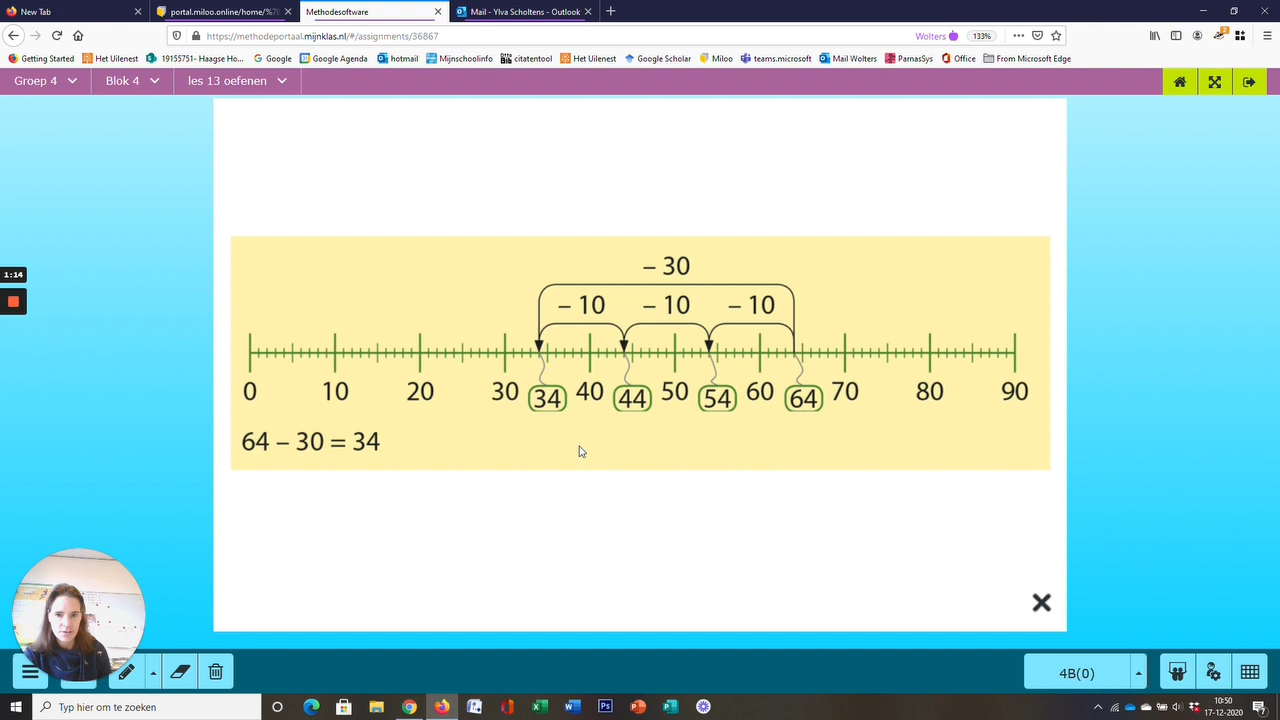 New Tab
portal.miloo.online/home/%7B
Methodesoftware
Mail - Ylva Scholtens - Outlook
https://methodeportaal.mijnklas.nl/#/assignments/36867
Wolters
133%
2
Getting Started
Het Uilenest
19155751- Haagse Ho...
Google
Google Agenda
hotmail
Mijnschoolinfo
citatentool
Het Uilenest
Google Scholar
Miloo
teams.microsoft
Mail Wolters
ParnasSys
Office
From Microsoft Edge
Groep 4
Blok 4
les 13 oefenen
– 30
– 10 – 10 – 10
0 10 20 30 34 40 44 50 54 60 64 70 80 90
64 – 30 = 34
1:14
4B(0)
Typ hier om te zoeken
10:50
17-12-2020